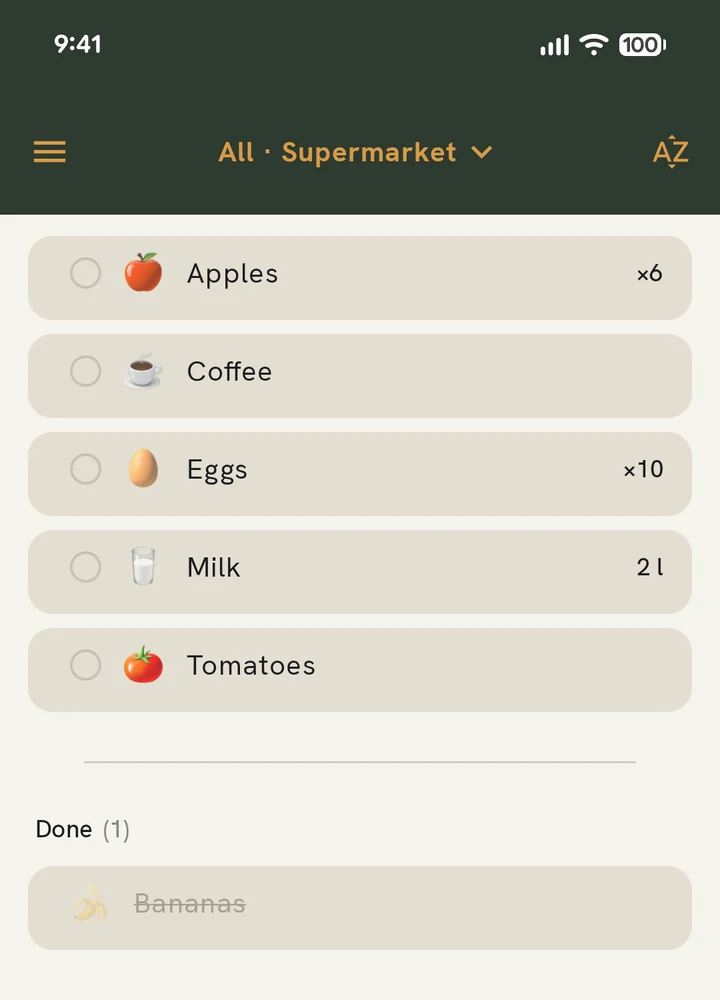 9:41
100
All · Supermarket
AZ
Apples ×6
Coffee
Eggs ×10
Milk 2 l
Tomatoes
Done (1)
Bananas